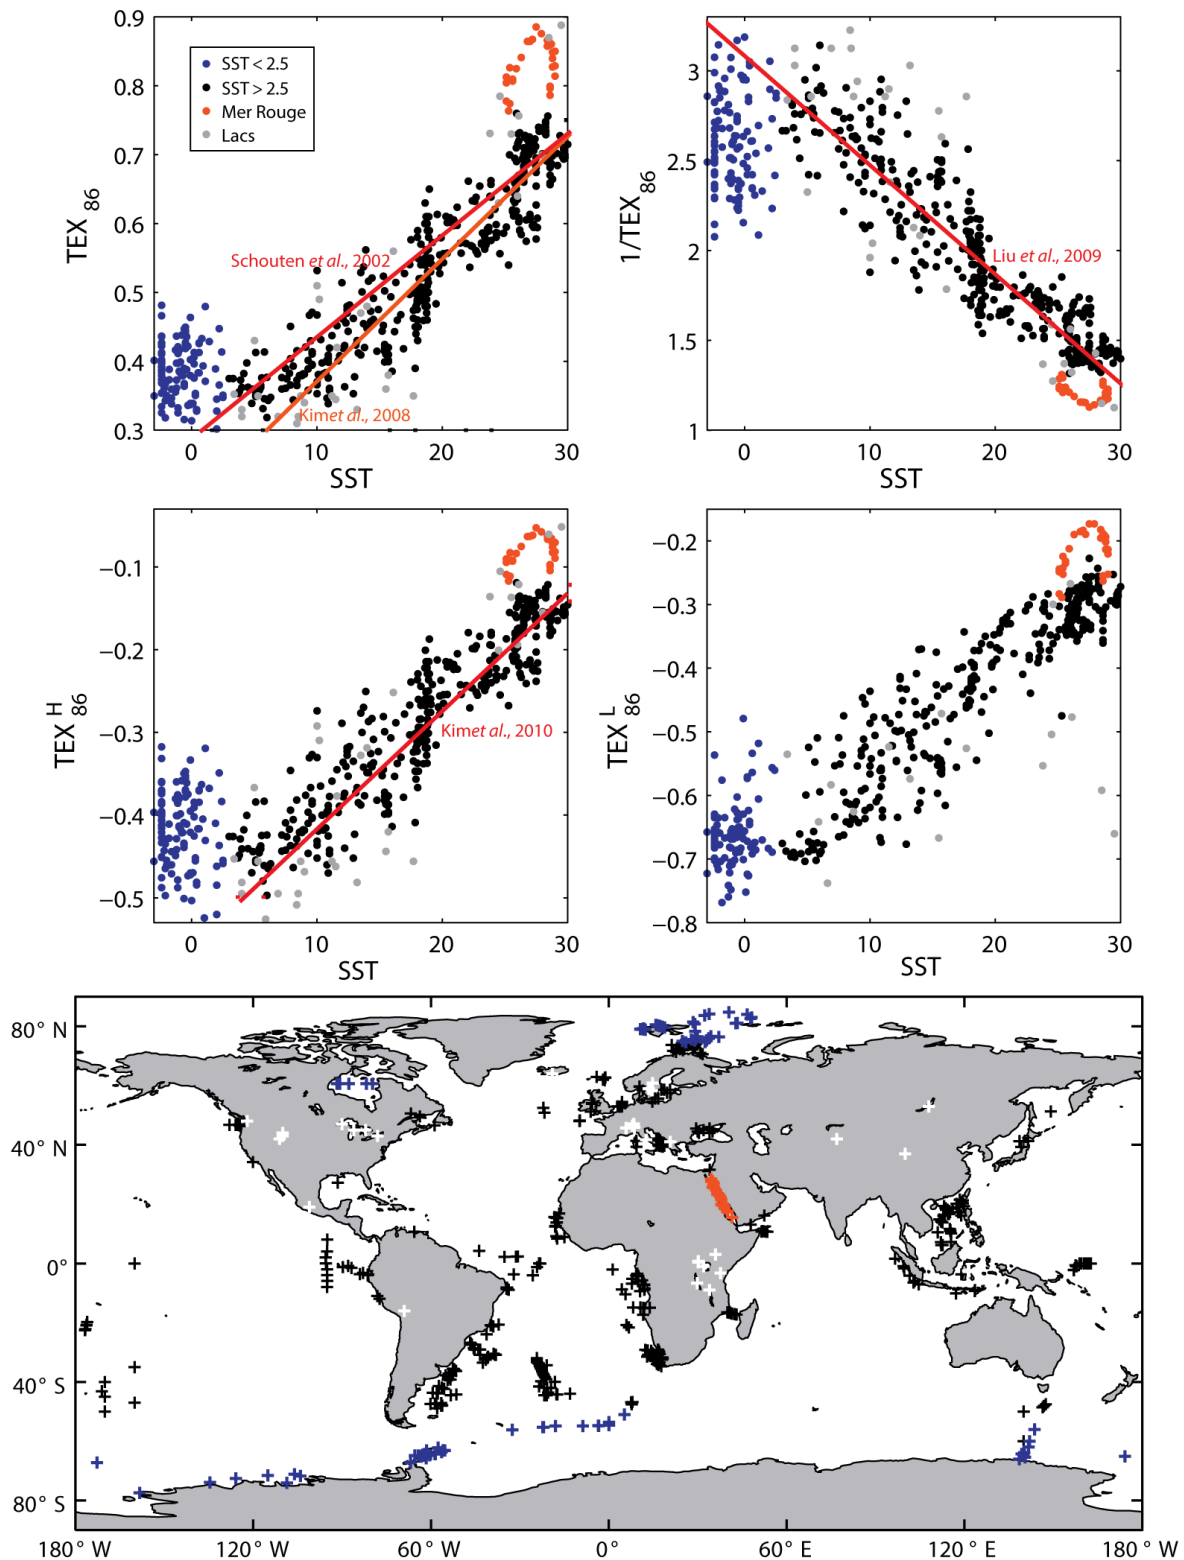 0.9
0.8
0.7
0.6
0.5
0.4
0.3
TEX 86
SST < 2.5
SST > 2.5
Mer Rouge
Lacs
Schouten et al., 2002
Kimet al., 2008
0 10 20 30
SST
3
2.5
2
1.5
1
1/TEX 86
Liu et al., 2009
0 10 20 30
SST
−0.1
−0.2
−0.3
−0.4
−0.5
TEX H 86
Kimet al., 2010
0 10 20 30
SST
−0.2
−0.3
−0.4
−0.5
−0.6
−0.7
−0.8
TEX L 86
0 10 20 30
SST
80° N
40° N
0°
40° S
80° S
180° W 120° W 60° W 0° 60° E 120° E 180° W